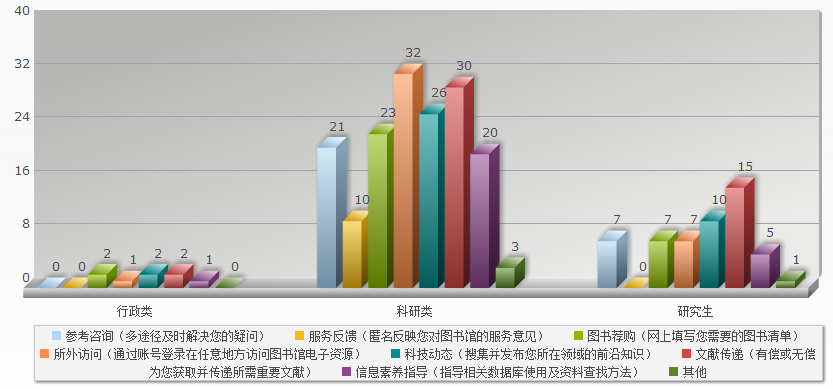 40
32
24
16
8
0
0 0 2 1 2 2 1 0
21 10 23 32 26 30 20 3
7 0 7 7 10 15 5 1
行政类 科研类 研究生
参考咨询（多途径及时解决您的疑问） 服务反馈（匿名反映您对图书馆的服务意见） 图书荐购（网上填写您需要的图书清单）
所外访问（通过账号登录在任意地方访问图书馆电子资源） 科技动态（搜集并发布您所在领域的前沿知识） 文献传递（有偿或无偿
为您获取并传递所需重要文献） 信息素养指导（指导相关数据库使用及资料查找方法） 其他